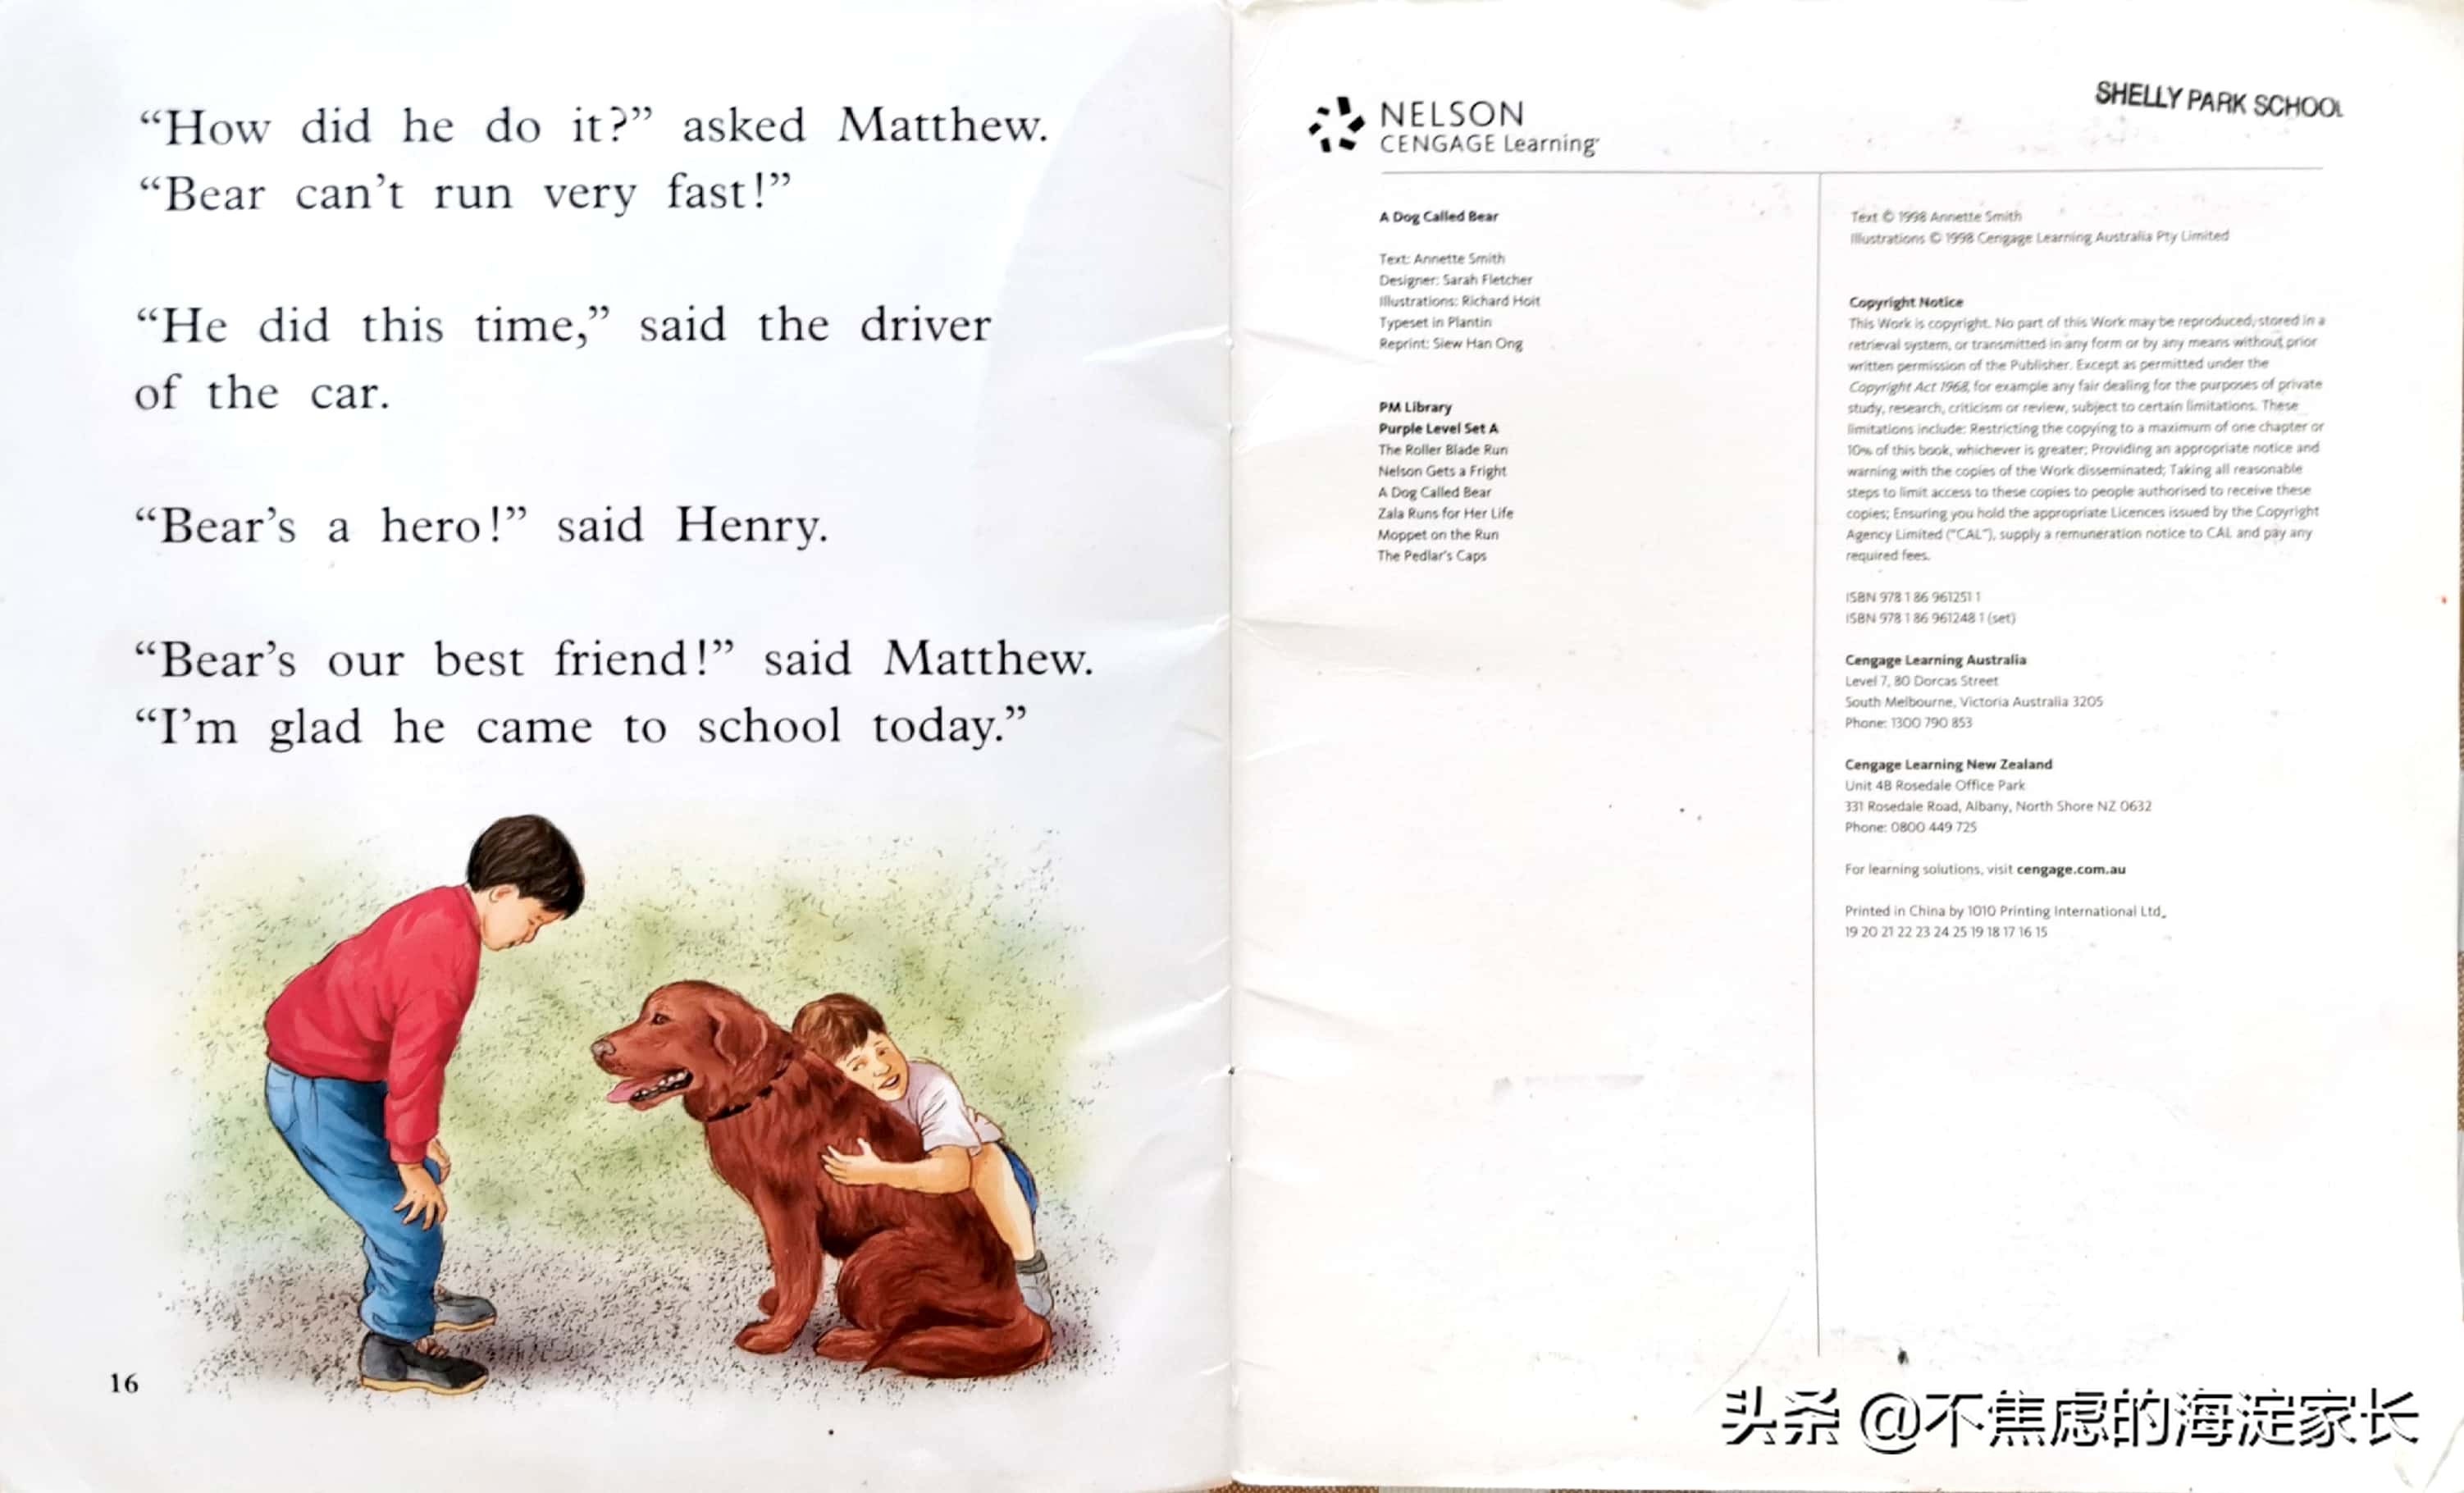 “How did he do it?” asked Matthew.
“Bear can’t run very fast!”
“He did this time,” said the driver
of the car.
“Bear’s a hero!” said Henry.
“Bear’s our best friend!” said Matthew.
“I’m glad he came to school today.”
16
NELSON
CENGAGE Learning™
SHELLY PARK SCHOOL
A Dog Called Bear
Text: Annette Smith
Designer: Sarah Fletcher
Illustrations: Richard Hoit
Typeset in Plantin
Reprint: Siew Han Ong
PM Library
Purple Level Set A
The Roller Blade Run
Nelson Gets a Fright
A Dog Called Bear
Zala Runs for Her Life
Moppet on the Run
The Pedlar’s Caps
Text © 1998 Annette Smith
Illustrations © 1998 Cengage Learning Australia Pty Limited
Copyright Notice
This Work is copyright. No part of this Work may be reproduced, stored in a
retrieval system, or transmitted in any form or by any means without prior
written permission of the Publisher. Except as permitted under the
Copyright Act 1968, for example any fair dealing for the purposes of private
study, research, criticism or review, subject to certain limitations. These
limitations include: Restricting the copying to a maximum of one chapter or
10% of this book, whichever is greater; Providing an appropriate notice and
warning with the copies of the Work disseminated; Taking all reasonable
steps to limit access to these copies to people authorised to receive these
copies; Ensuring you hold the appropriate Licences issued by the Copyright
Agency Limited (“CAL”), supply a remuneration notice to CAL and pay any
required fees.
ISBN 978 1 86 961251 1
ISBN 978 1 86 961248 1 (set)
Cengage Learning Australia
Level 7, 80 Dorcas Street
South Melbourne, Victoria Australia 3205
Phone: 1300 790 853
Cengage Learning New Zealand
Unit 4B Rosedale Office Park
331 Rosedale Road, Albany, North Shore NZ 0632
Phone: 0800 449 725
For learning solutions, visit cengage.com.au
Printed in China by 1010 Printing International Ltd.
19 20 21 22 23 24 25 19 18 17 16 15
头条 @不焦虑的海淀家长